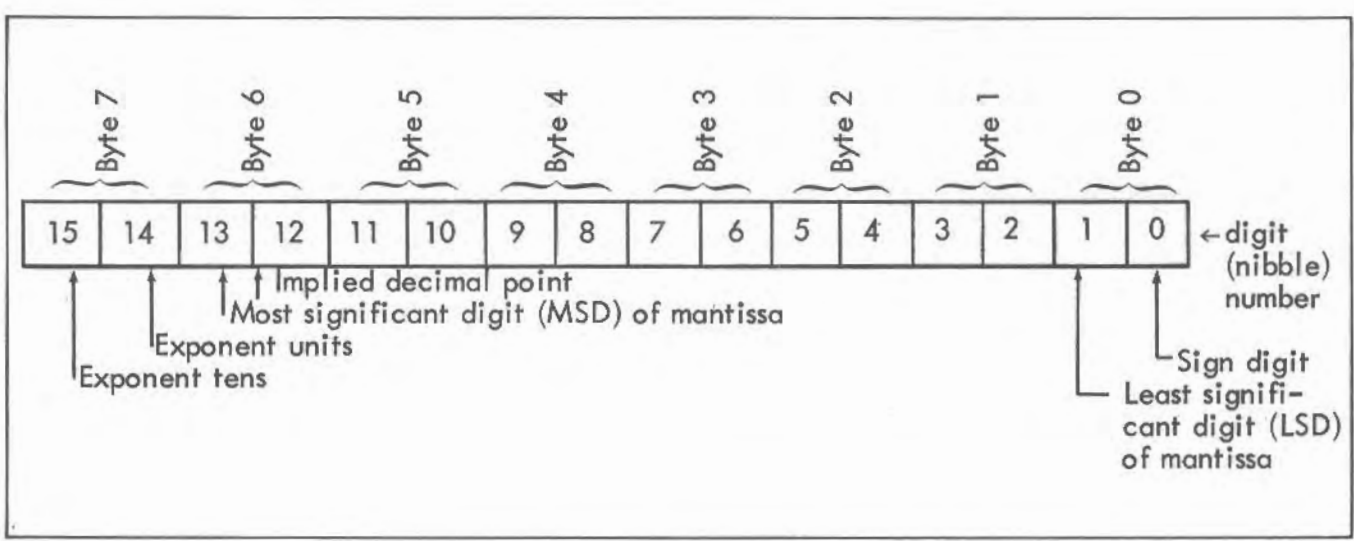 Byte 7 Byte 6 Byte 5 Byte 4 Byte 3 Byte 2 Byte 1 Byte 0
15 14 13 12 11 10 9 8 7 6 5 4 3 2 1 0 ←digit
(nibble)
number
Implied decimal point
Most significant digit (MSD) of mantissa
Exponent units
Exponent tens
Sign digit
Least signifi-
cant digit (LSD)
of mantissa